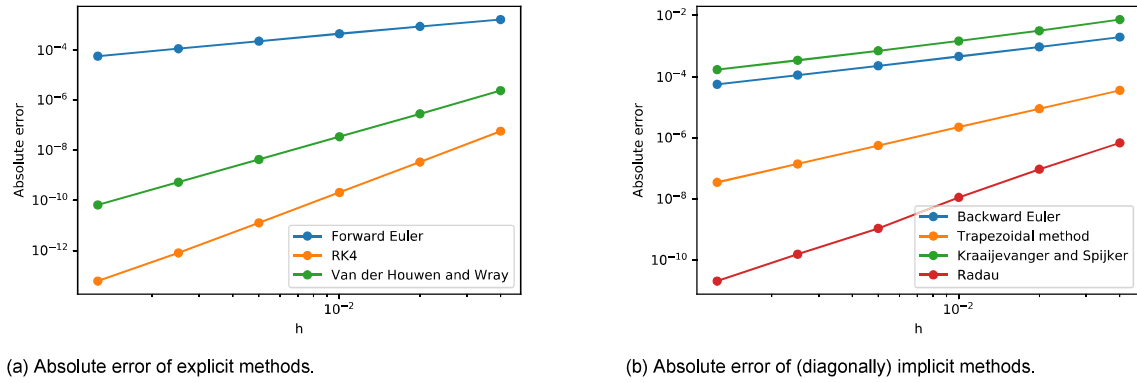 10⁻⁴
10⁻⁶
10⁻⁸
10⁻¹⁰
10⁻¹²
Absolute error
Forward Euler
RK4
Van der Houwen and Wray
10⁻²
h
(a) Absolute error of explicit methods.
10⁻²
10⁻⁴
10⁻⁶
10⁻⁸
10⁻¹⁰
Absolute error
Backward Euler
Trapezoidal method
Kraaijevanger and Spijker
Radau
10⁻²
h
(b) Absolute error of (diagonally) implicit methods.